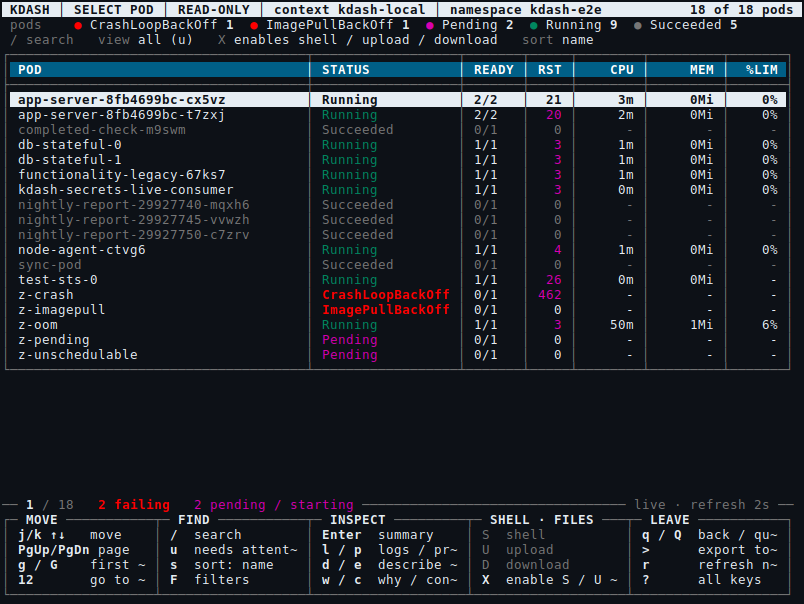 KDASH │ SELECT POD │ READ-ONLY │ context kdash-local │ namespace kdash-e2e 18 of 18 pods
pods ● CrashLoopBackOff 1 ● ImagePullBackOff 1 ● Pending 2 ● Running 9 ● Succeeded 5
/ search view all (u) X enables shell / upload / download sort name
POD STATUS READY RST CPU MEM %LIM
app-server-8fb4699bc-cx5vz Running 2/2 21 3m 0Mi 0%
app-server-8fb4699bc-t7zxj Running 2/2 20 2m 0Mi 0%
completed-check-m9swm Succeeded 0/1 0 - - -
db-stateful-0 Running 1/1 3 1m 0Mi 0%
db-stateful-1 Running 1/1 3 1m 0Mi 0%
functionality-legacy-67ks7 Running 1/1 3 1m 0Mi 0%
kdash-secrets-live-consumer Running 1/1 3 0m 0Mi 0%
nightly-report-29927740-mqxh6 Succeeded 0/1 0 - - -
nightly-report-29927745-vvwzh Succeeded 0/1 0 - - -
nightly-report-29927750-c7zrv Succeeded 0/1 0 - - -
node-agent-ctvg6 Running 1/1 4 1m 0Mi 0%
sync-pod Succeeded 0/1 0 - - -
test-sts-0 Running 1/1 26 0m 0Mi -
z-crash CrashLoopBackOff 0/1 462 - - -
z-imagepull ImagePullBackOff 0/1 0 - - -
z-oom Running 1/1 3 50m 1Mi 6%
z-pending Pending 0/1 0 - - -
z-unschedulable Pending 0/1 0 - - -
1 / 18 2 failing 2 pending / starting live · refresh 2s
MOVE FIND INSPECT SHELL · FILES LEAVE
j/k ↑↓ move / search Enter summary S shell q / Q back / qu~
PgUp/PgDn page u needs attent~ l / p logs / pr~ U upload > export to~
g / G first ~ s sort: name d / e describe ~ D download r refresh n~
12 go to ~ F filters w / c why / con~ X enable S / U ~ ? all keys